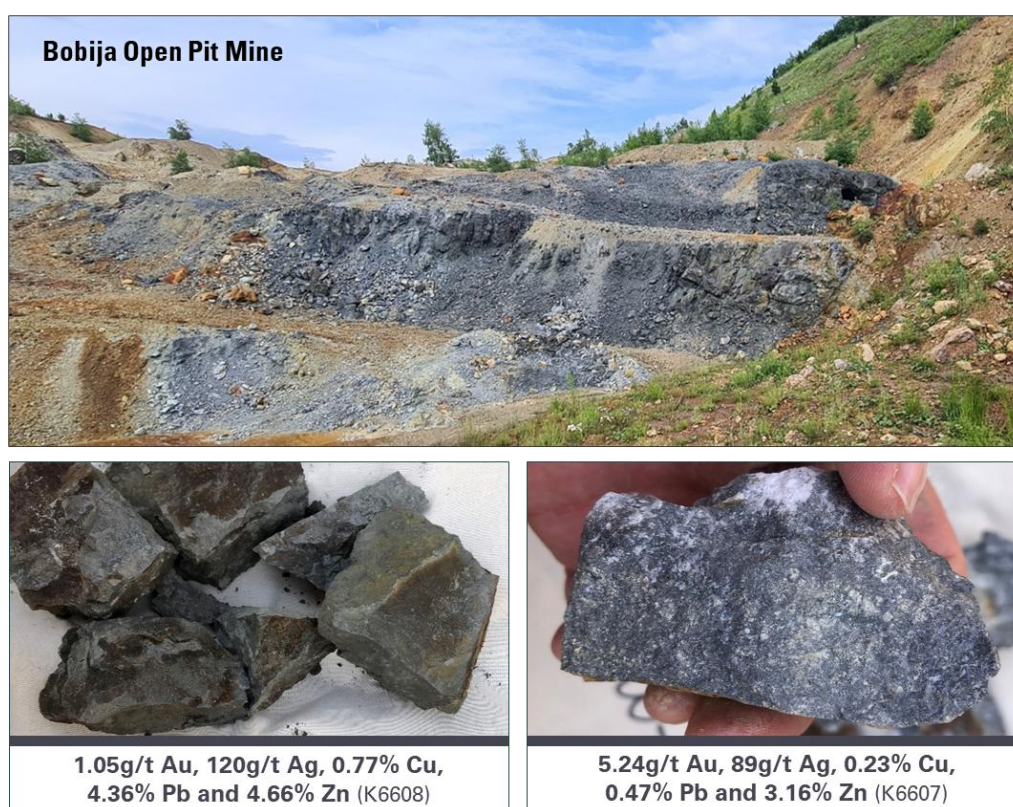 Bobija Open Pit Mine
1.05g/t Au, 120g/t Ag, 0.77% Cu,
4.36% Pb and 4.66% Zn (K6608)
5.24g/t Au, 89g/t Ag, 0.23% Cu,
0.47% Pb and 3.16% Zn (K6607)